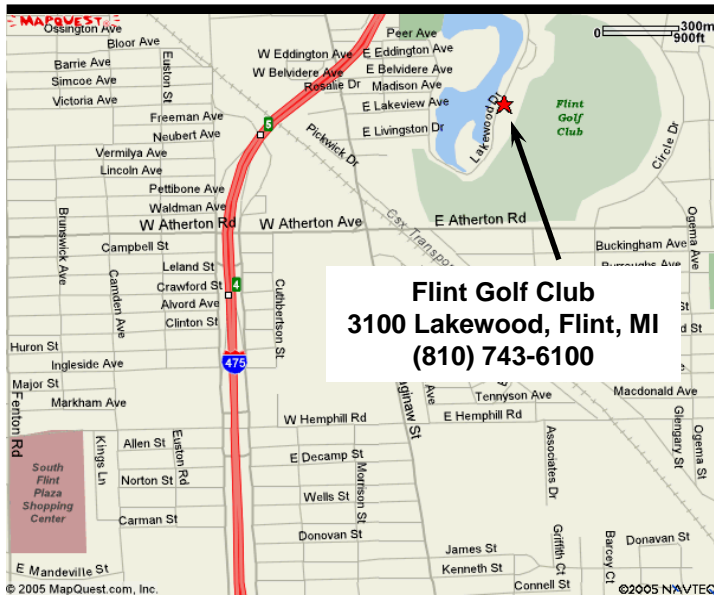 MAPQUEST
300m
900ft
Ossington Ave
Bloor Ave
Barrie Ave
Simcoe Ave
Victoria Ave
Euston St
Freeman Ave
Neubert Ave
Vermilya Ave
Lincoln Ave
Pettibone Ave
Waldman Ave
W Atherton Rd
Campbell St
Brunswick Ave
Camden Ave
Leland St
Crawford St
Alvord Ave
Clinton St
Huron St
Ingleside Ave
Major St
Markham Ave
Fenton Rd
Kings Ln
Allen St
Euston Rd
Norton St
Carman St
South
Flint
Plaza
Shopping
Center
E Mandeville St
W Eddington Ave
W Belvidere Ave
Rosalie Dr
Peer Ave
E Eddington Ave
E Belvidere Ave
Madison Ave
E Lakeview Ave
E Livingston Dr
Pickwick Dr
Lakewood Dr
Flint
Golf
Club
Circle Dr
5
W Atherton Ave
E Atherton Rd
Csx Transpor
Ogema Ave
Buckingham Ave
Burroughs Ave
4
Cuthbertson St
475
Flint Golf Club
3100 Lakewood, Flint, MI
(810) 743-6100
St
d St
aginaw St
Ave
Tennyson Ave
Macdonald Ave
W Hemphill Rd
E Hemphill Rd
Glengary St
Ogema St
E Decamp St
Morrison St
Wells St
Donovan St
Associates Dr
James St
Kenneth St
Connell St
Griffith Ct
Barcey Ct
Donavan St
© 2005 MapQuest.com, Inc.
©2005 NAVTEQ